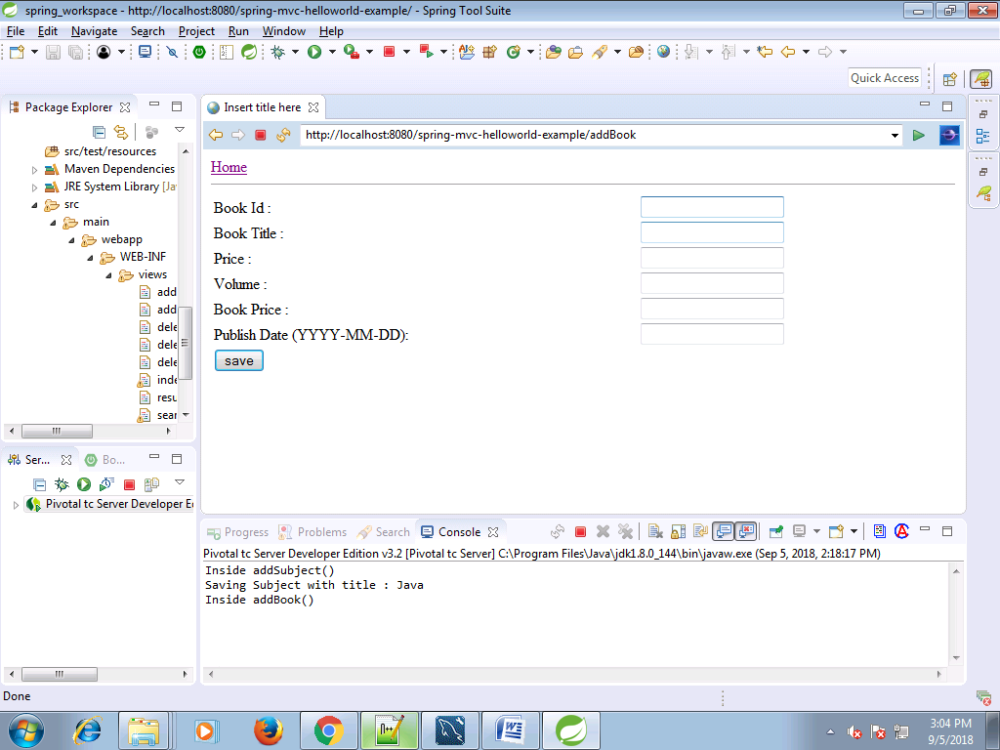 spring_workspace - http://localhost:8080/spring-mvc-helloworld-example/ - Spring Tool Suite
File Edit Navigate Search Project Run Window Help
Quick Access
Package Explorer
src/test/resources
Maven Dependencies
JRE System Library [Ja
src
main
webapp
WEB-INF
views
add
add
dele
dele
dele
inde
resu
sear
Ser...
Bo...
Pivotal tc Server Developer E
Insert title here
http://localhost:8080/spring-mvc-helloworld-example/addBook
Home
Book Id :
Book Title :
Price :
Volume :
Book Price :
Publish Date (YYYY-MM-DD):
save
Progress Problems Search Console
Pivotal tc Server Developer Edition v3.2 [Pivotal tc Server] C:\Program Files\Java\jdk1.8.0_144\bin\javaw.exe (Sep 5, 2018, 2:18:17 PM)
Inside addSubject()
Saving Subject with title : Java
Inside addBook()
Done
3:04 PM
9/5/2018